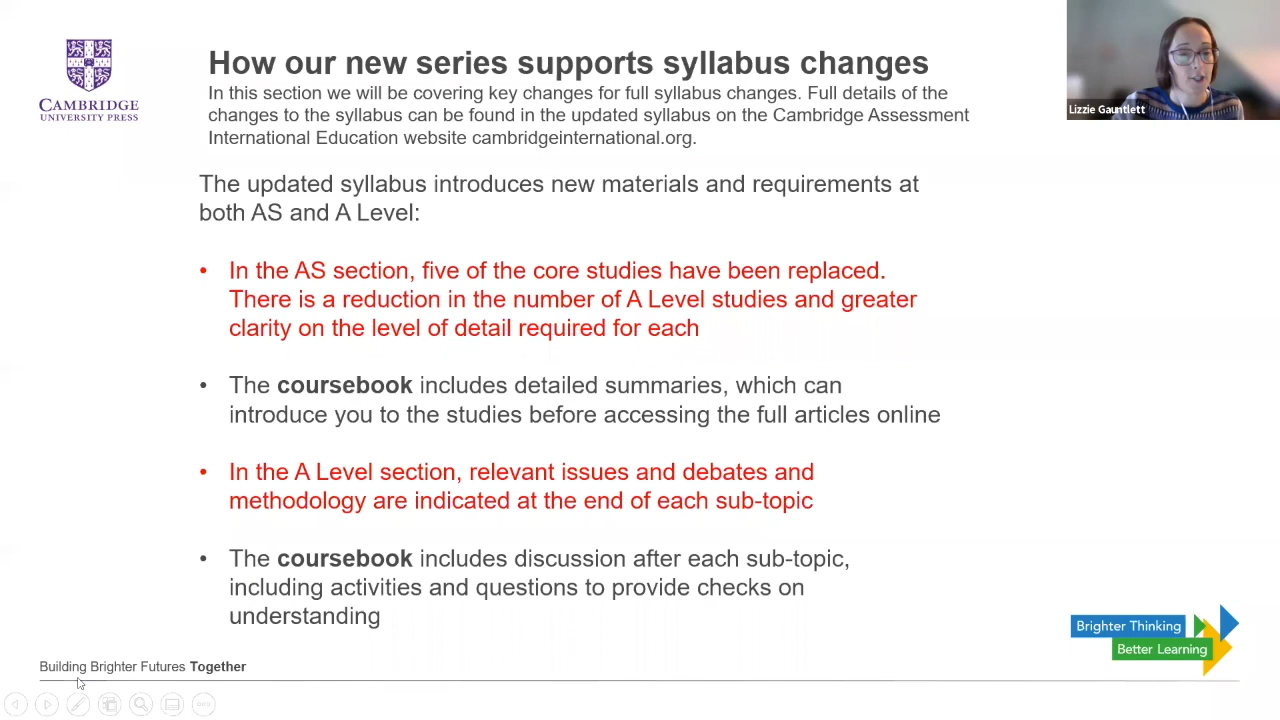 How our new series supports syllabus changes
In this section we will be covering key changes for full syllabus changes. Full details of the
changes to the syllabus can be found in the updated syllabus on the Cambridge Assessment
International Education website cambridgeinternational.org.
CAMBRIDGE
UNIVERSITY PRESS
Lizzie Gauntlett
The updated syllabus introduces new materials and requirements at
both AS and A Level:
• In the AS section, five of the core studies have been replaced.
There is a reduction in the number of A Level studies and greater
clarity on the level of detail required for each
• The coursebook includes detailed summaries, which can
introduce you to the studies before accessing the full articles online
• In the A Level section, relevant issues and debates and
methodology are indicated at the end of each sub-topic
• The coursebook includes discussion after each sub-topic,
including activities and questions to provide checks on
understanding
Brighter Thinking
Better Learning
Building Brighter Futures Together